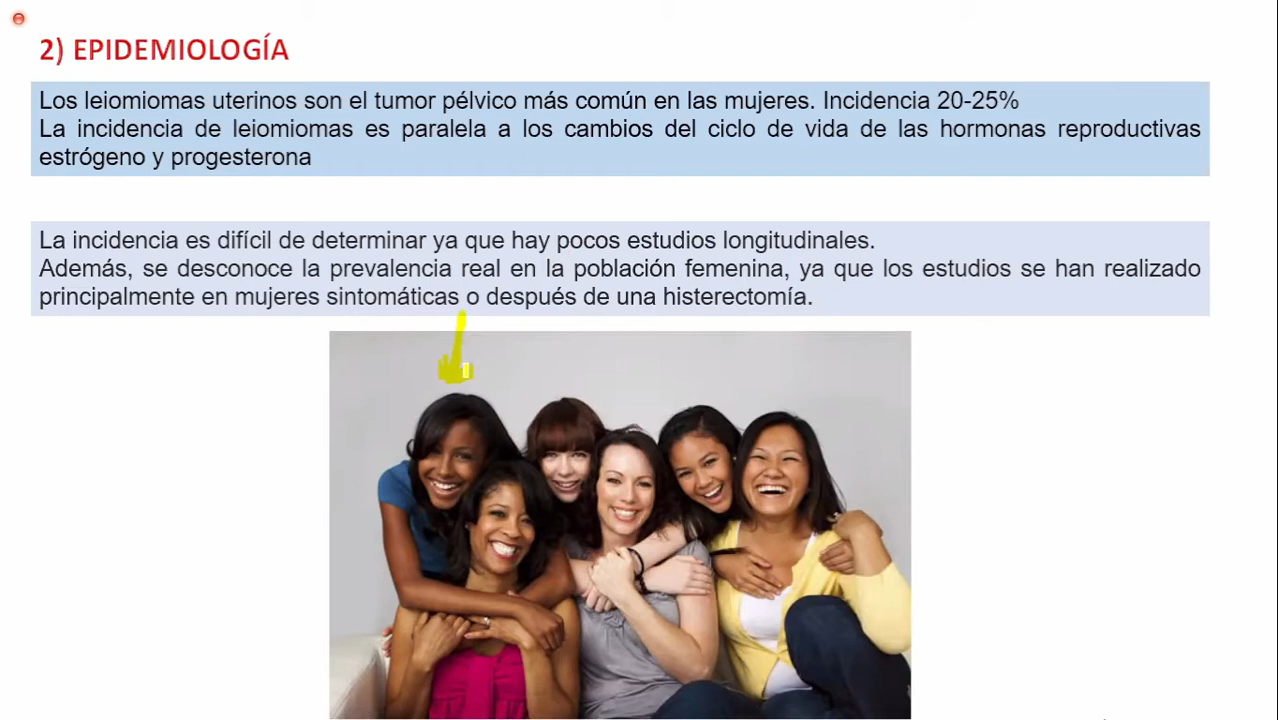 2) EPIDEMIOLOGÍA
Los leiomiomas uterinos son el tumor pélvico más común en las mujeres. Incidencia 20-25%
La incidencia de leiomiomas es paralela a los cambios del ciclo de vida de las hormonas reproductivas
estrógeno y progesterona
La incidencia es difícil de determinar ya que hay pocos estudios longitudinales.
Además, se desconoce la prevalencia real en la población femenina, ya que los estudios se han realizado
principalmente en mujeres sintomáticas o después de una histerectomía.